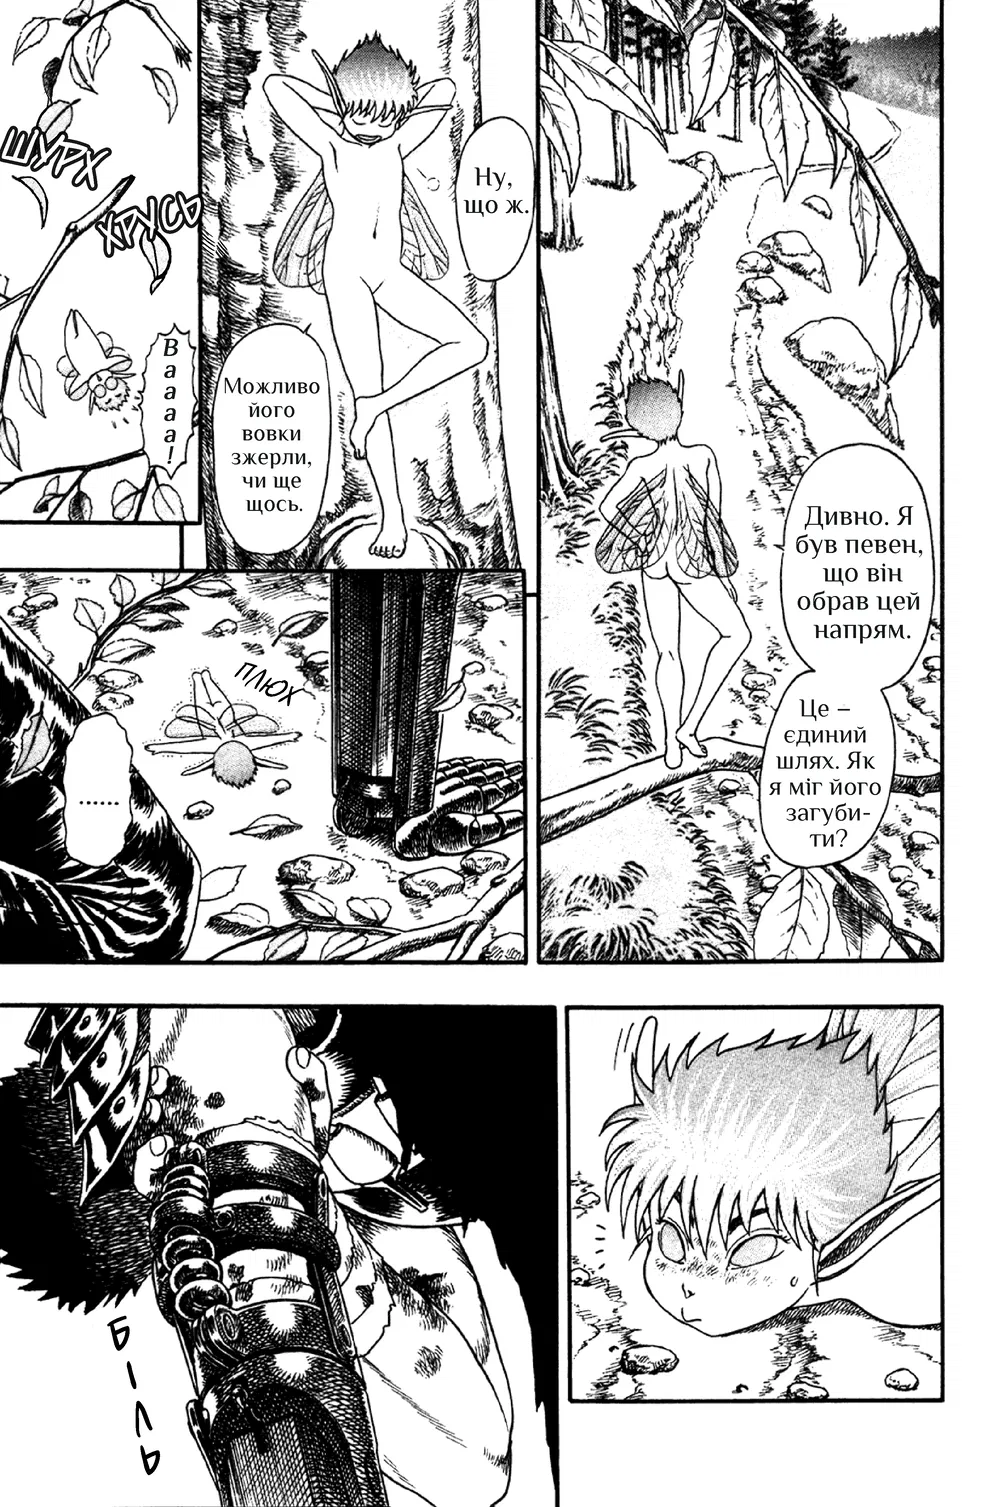 Дивно. Я
був певен,
що він
обрав цей
напрям.
Це –
єдиний
шлях. Як
я міг його
загуби-
ти?
Ну,
що ж.
Можливо
його
вовки
зжерли,
чи ще
щось.
ШУРХ
ХРУСЬ
Ваааа!
ПЛЮХ
.......
БІЛЬ